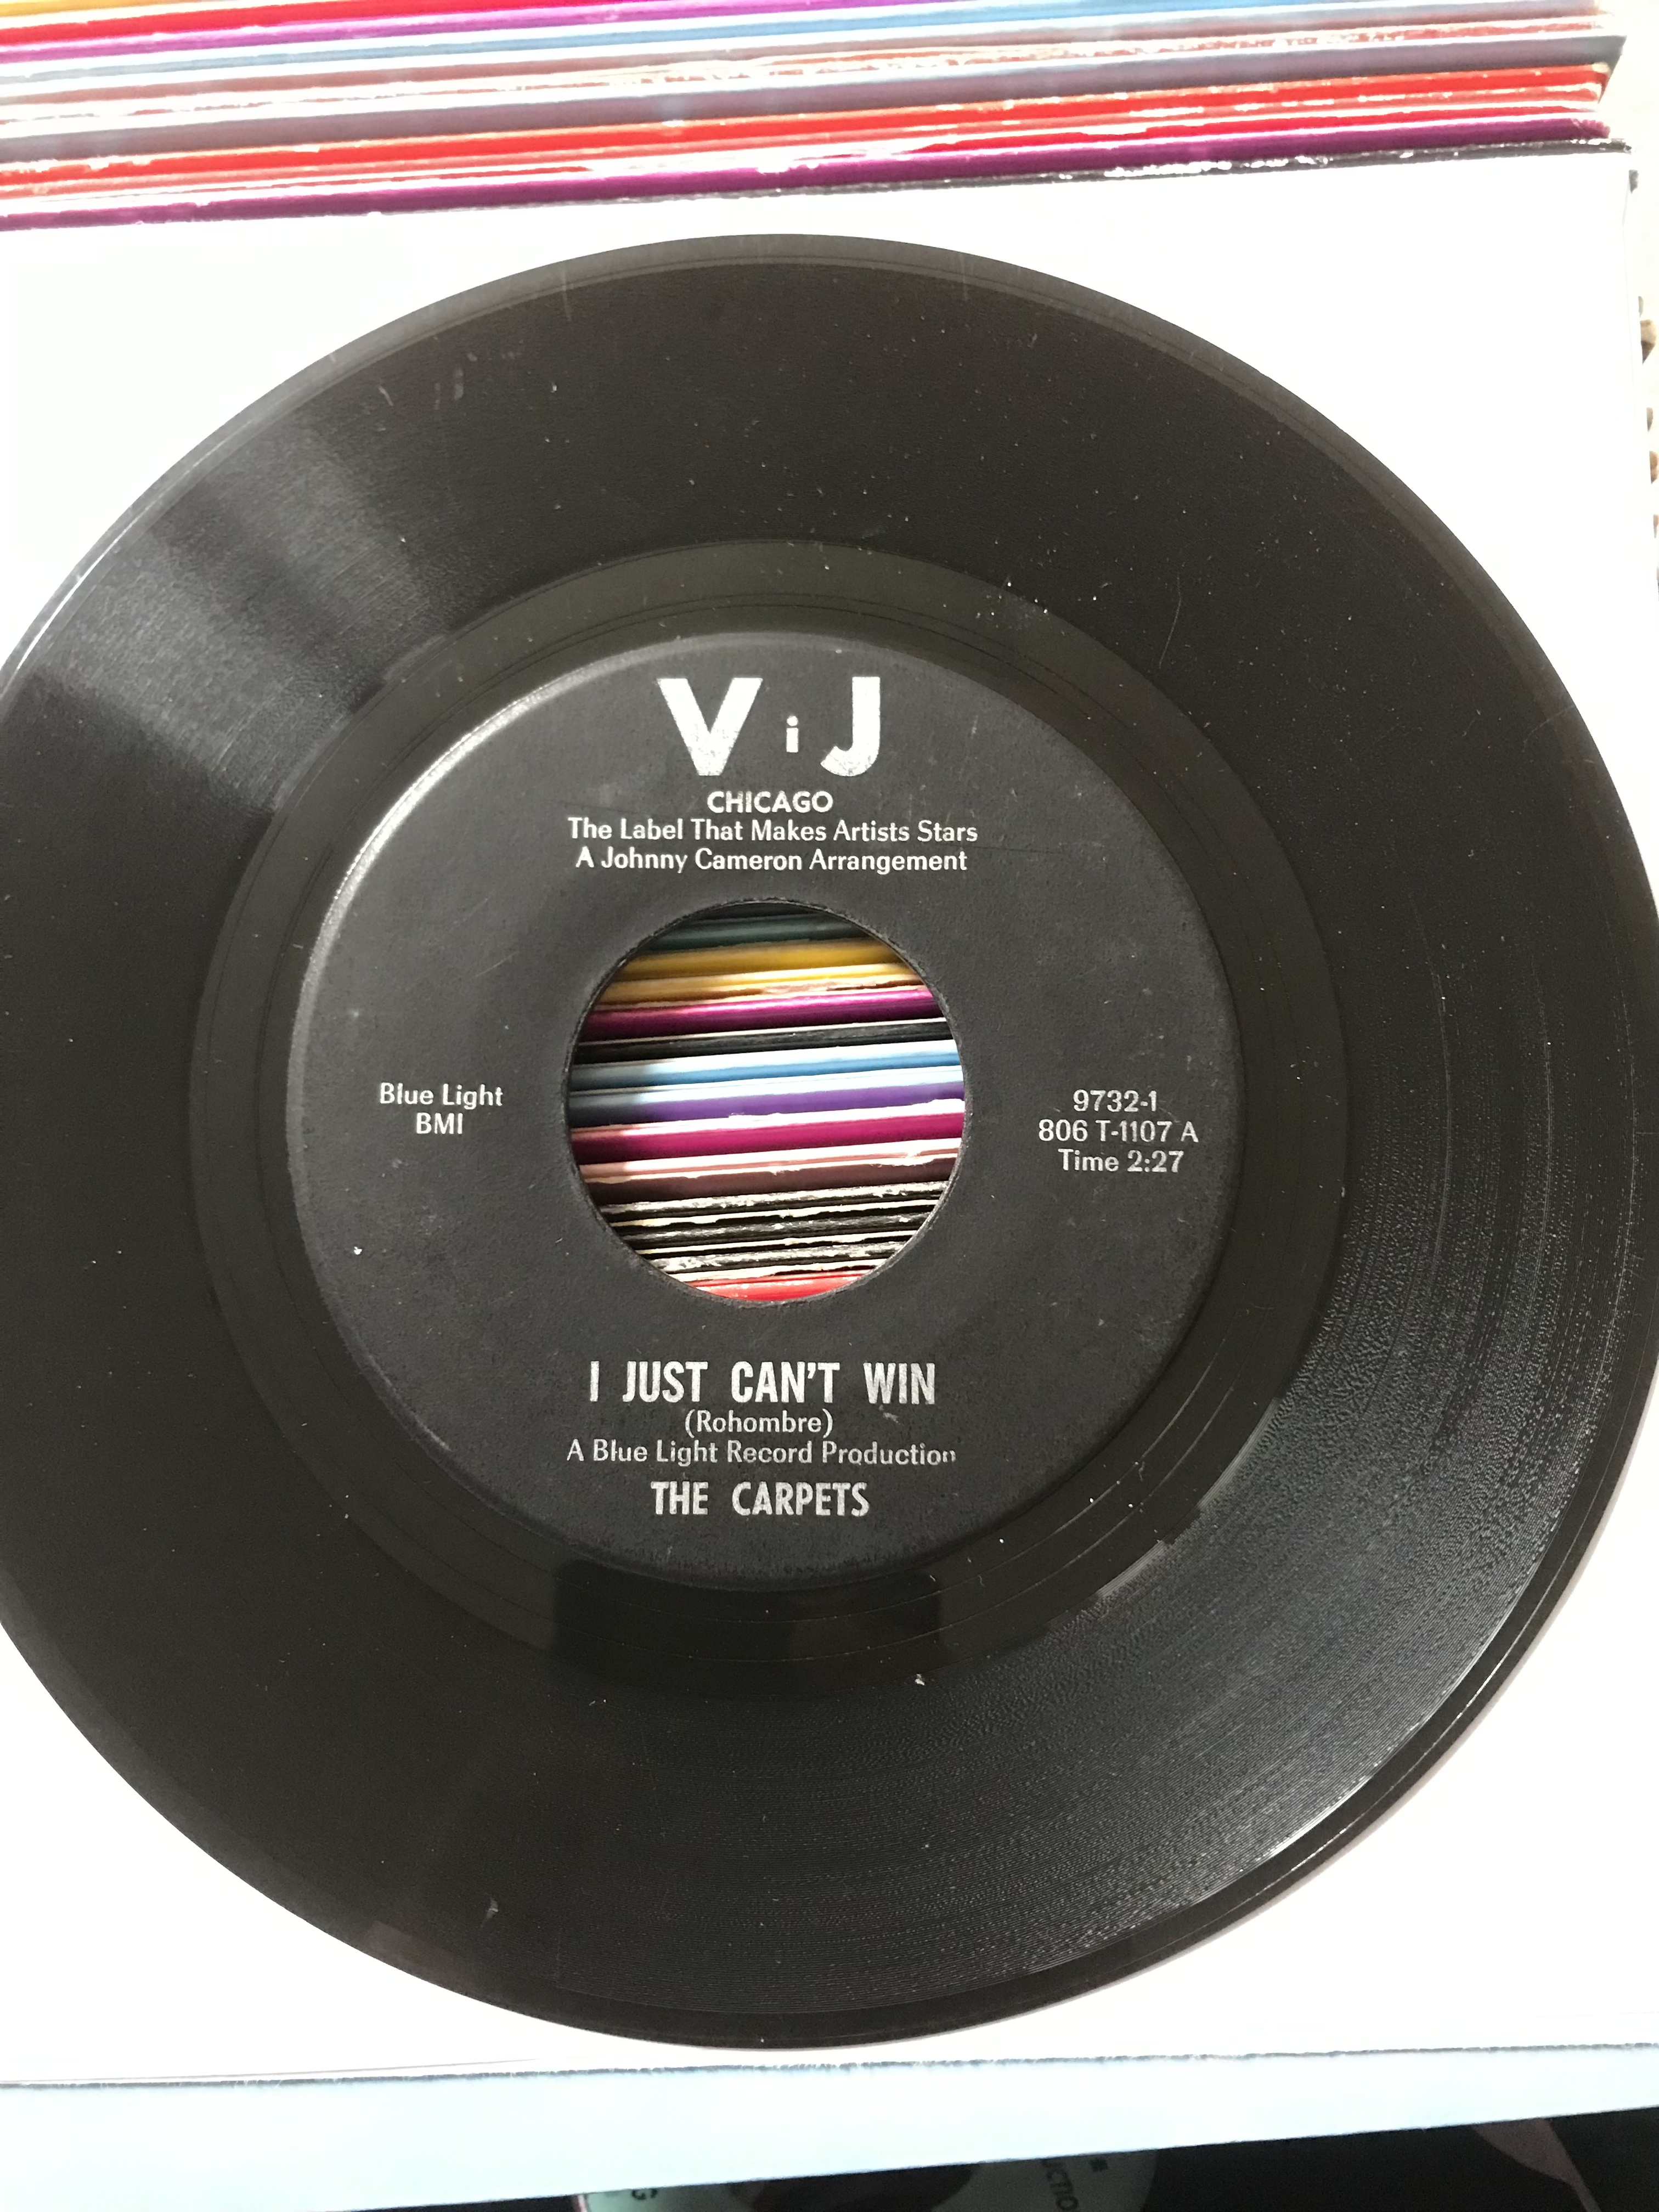 V i J
CHICAGO
The Label That Makes Artists Stars
A Johnny Cameron Arrangement
Blue Light
BMI
9732-1
806 T-1107 A
Time 2:27
I JUST CAN'T WIN
(Rohombre)
A Blue Light Record Production
THE CARPETS